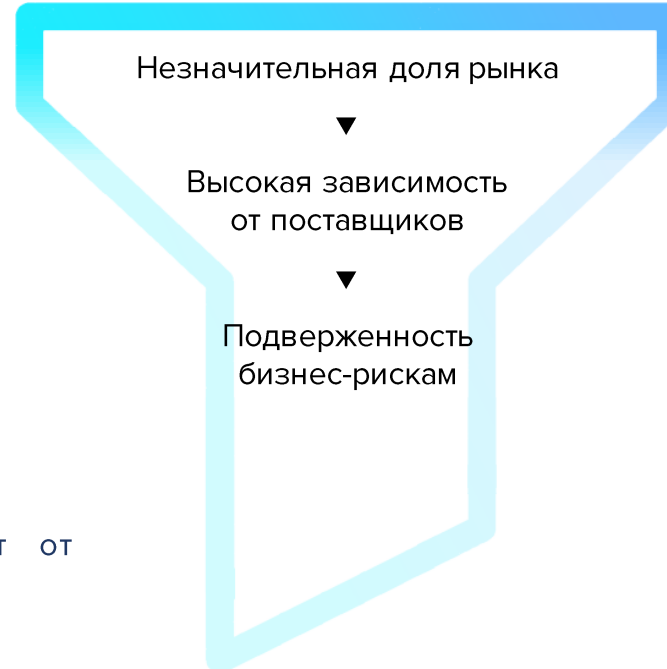 Незначительная доля рынка
▼
Высокая зависимость
от поставщиков
▼
Подверженность
бизнес-рискам
от